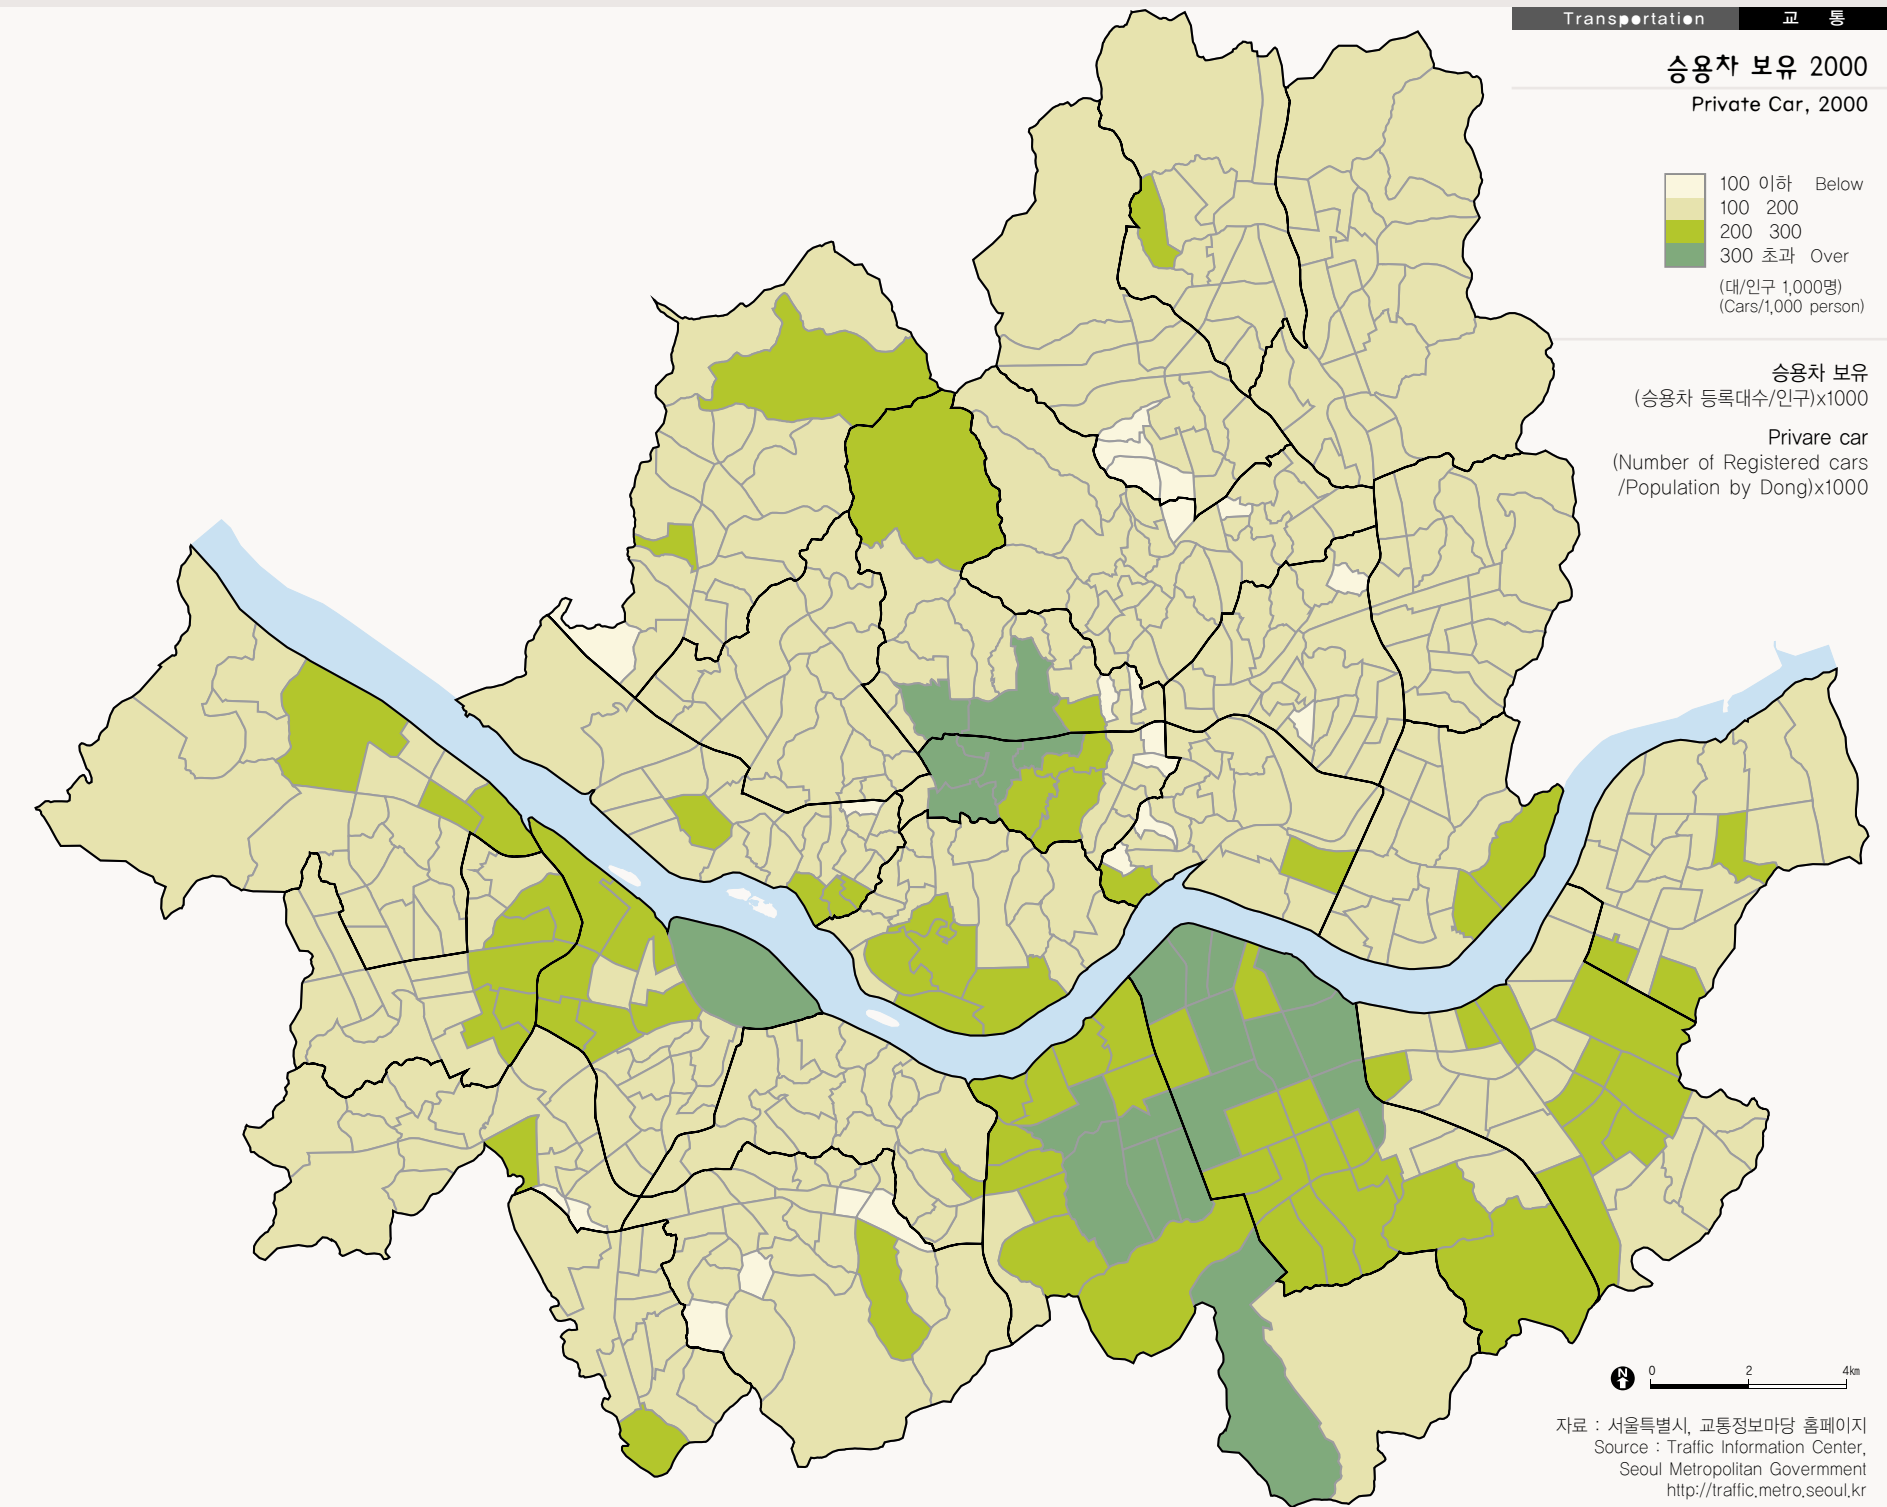 Transportation 교 통
승용차 보유 2000
Private Car, 2000
100 이하 Below
100 200
200 300
300 초과 Over
(대/인구 1,000명)
(Cars/1,000 person)
승용차 보유
(승용차 등록대수/인구)x1000
Privare car
(Number of Registered cars
/Population by Dong)x1000
N 0 2 4㎞
자료 : 서울특별시, 교통정보마당 홈페이지
Source : Traffic Information Center,
Seoul Metropolitan Govermment
http://traffic.metro.seoul.kr